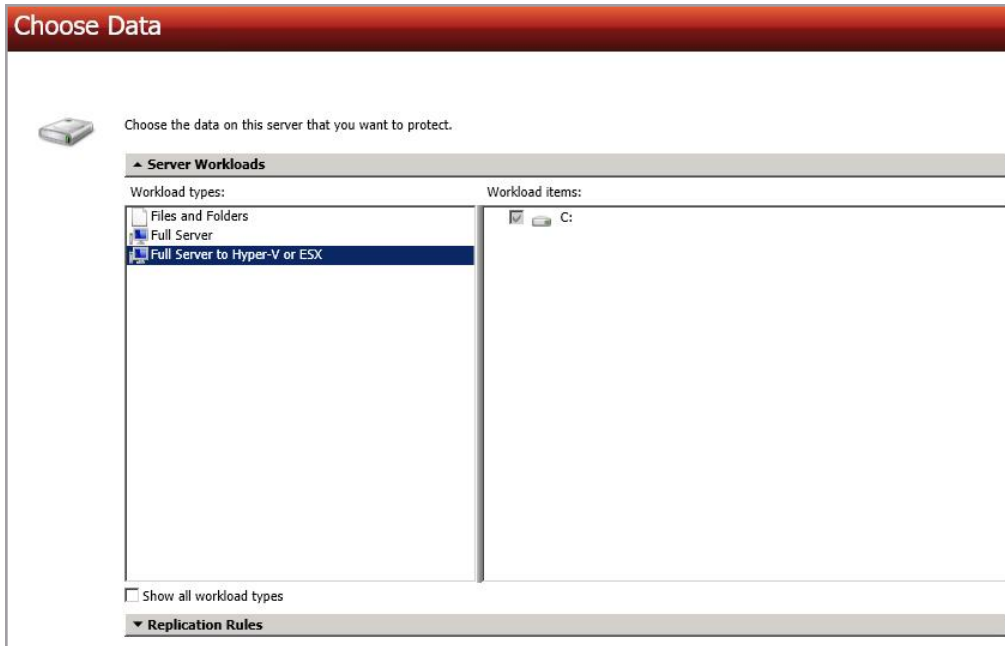 Choose Data
Choose the data on this server that you want to protect.
Server Workloads
Workload types:
Workload items:
Files and Folders
Full Server
Full Server to Hyper-V or ESX
C:
Show all workload types
Replication Rules